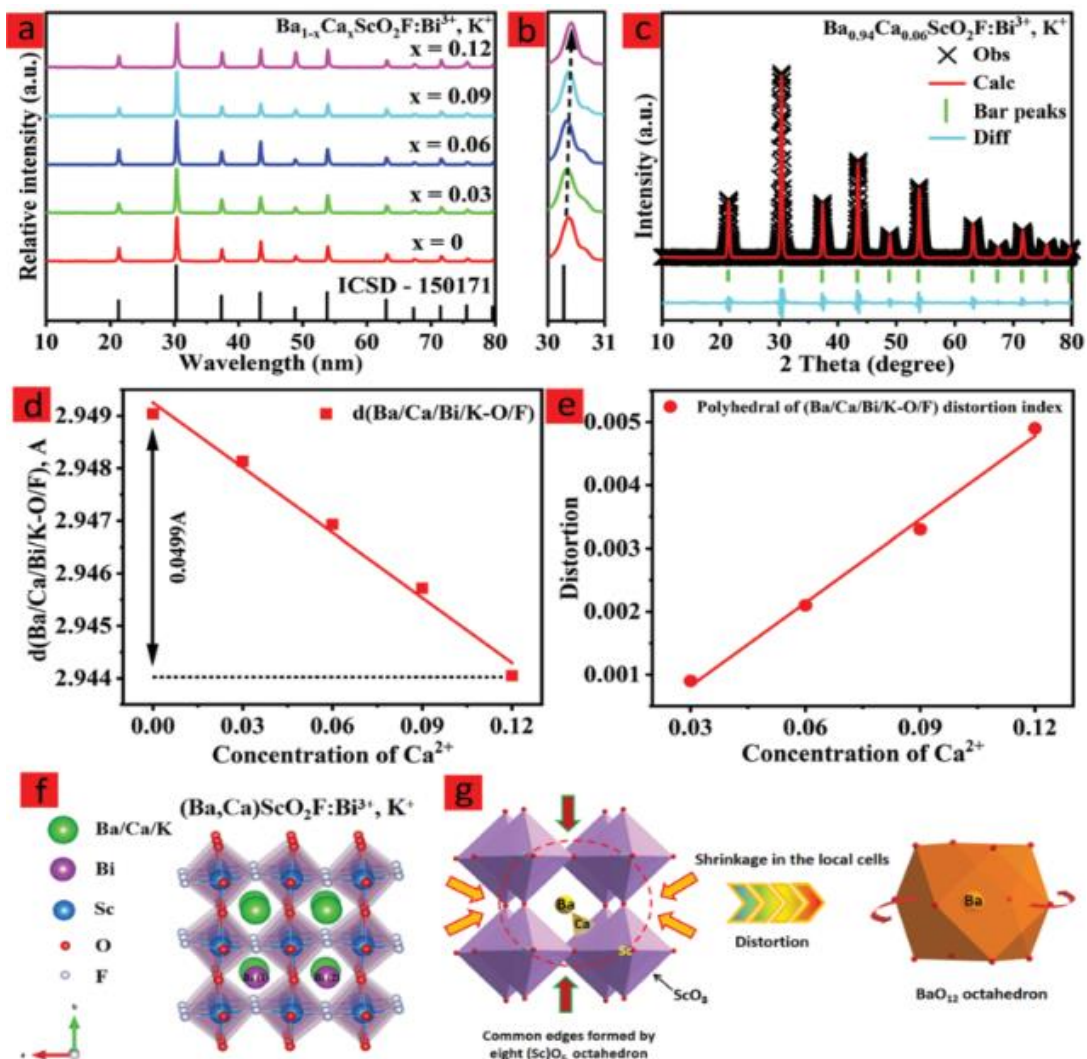 a
Ba1-xCaxScO2F:Bi3+, K+
x = 0.12
x = 0.09
x = 0.06
x = 0.03
x = 0
ICSD - 150171
Relative intensity (a.u.)
10 20 30 40 50 60 70 80
Wavelength (nm)
b
30 31
c
Ba0.94Ca0.06ScO2F:Bi3+, K+
Obs
Calc
Bar peaks
Diff
Intensity (a.u.)
10 20 30 40 50 60 70 80
2 Theta (degree)
d
d(Ba/Ca/Bi/K-O/F)
d(Ba/Ca/Bi/K-O/F), A
2.949
2.948
2.947
2.946
2.945
2.944
0.0499A
0.00 0.03 0.06 0.09 0.12
Concentration of Ca2+
e
Polyhedral of (Ba/Ca/Bi/K-O/F) distortion index
Distortion
0.005
0.004
0.003
0.002
0.001
0.03 0.06 0.09 0.12
Concentration of Ca2+
f
(Ba,Ca)ScO2F:Bi3+, K+
Ba/Ca/K
Bi
Sc
O
F
g
Ba
Ca
Sc
ScO8
Common edges formed by
eight (Sc)O6 octahedron
Shrinkage in the local cells
Distortion
Ba
BaO12 octahedron